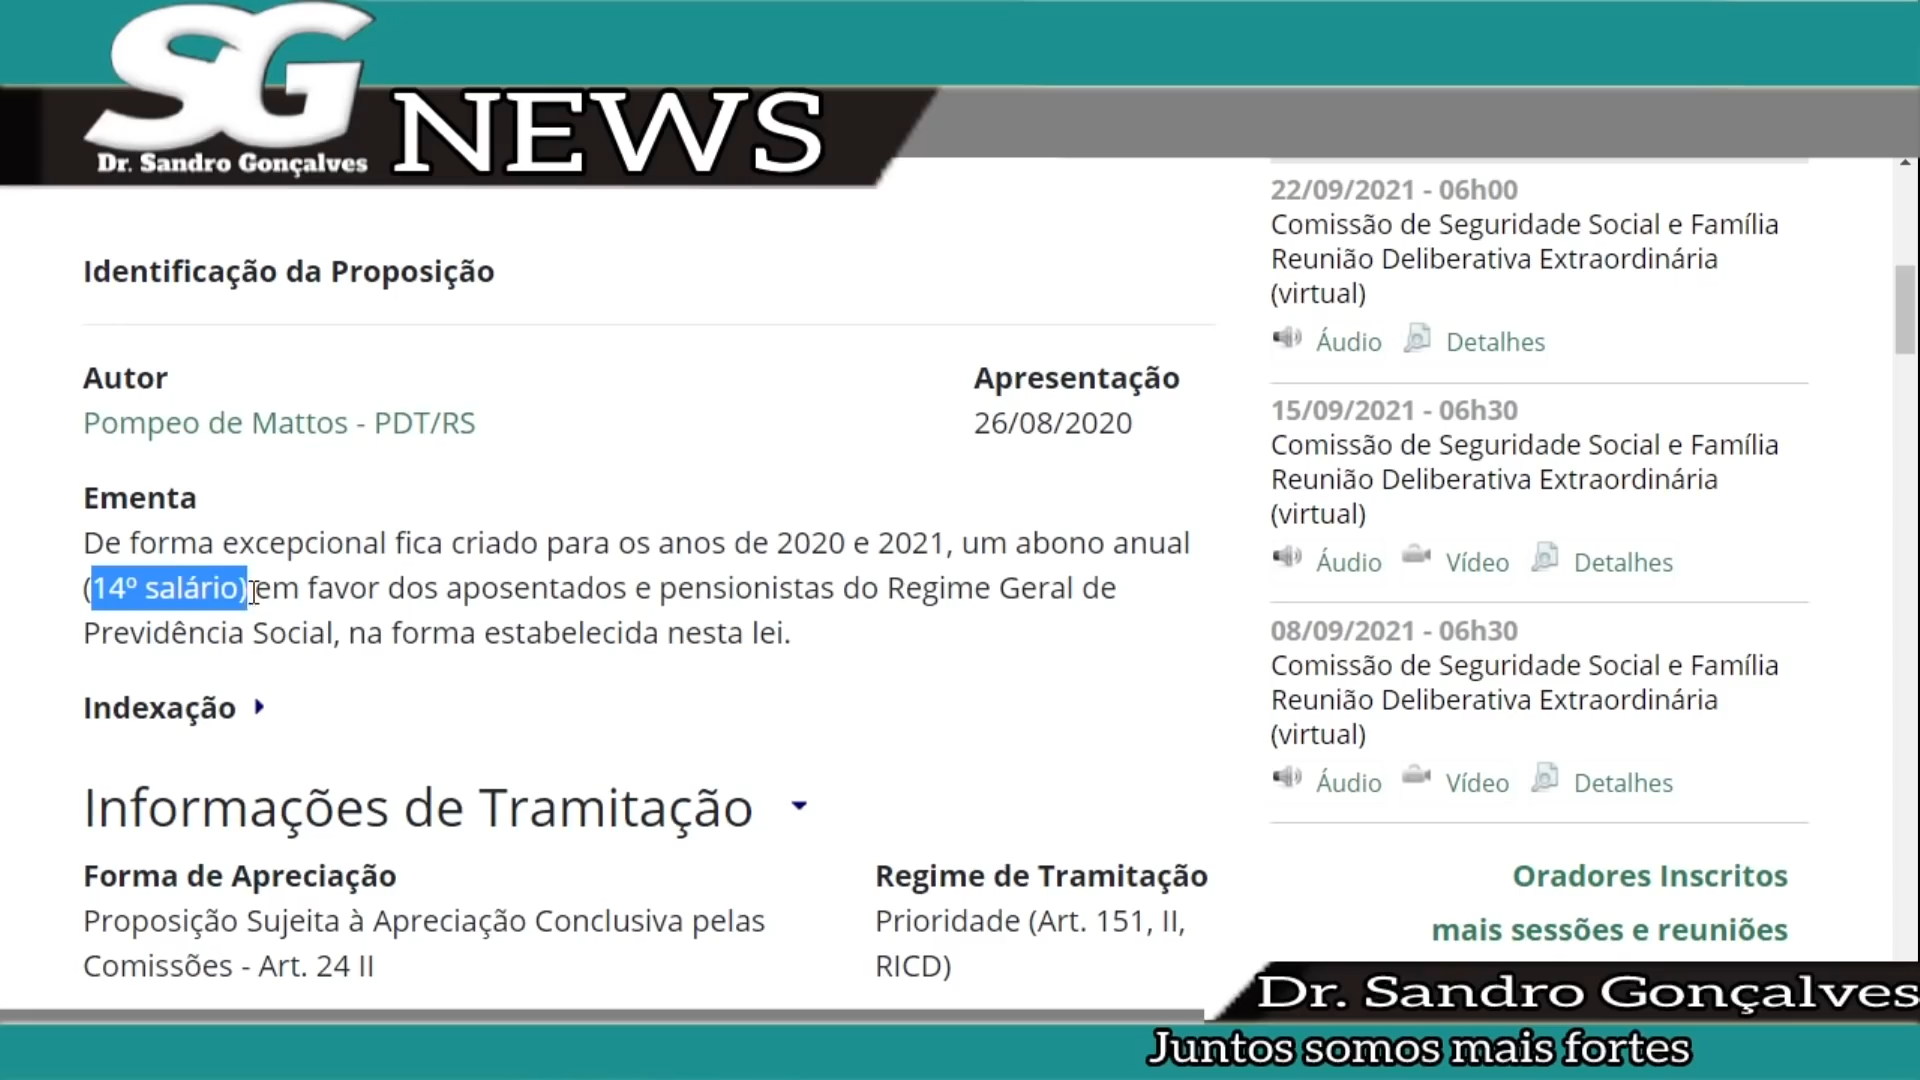 SG
Dr. Sandro Gonçalves
NEWS
Identificação da Proposição
Autor
Apresentação
Pompeo de Mattos - PDT/RS
26/08/2020
Ementa
De forma excepcional fica criado para os anos de 2020 e 2021, um abono anual
(14º salário) em favor dos aposentados e pensionistas do Regime Geral de
Previdência Social, na forma estabelecida nesta lei.
Indexação
Informações de Tramitação
Forma de Apreciação
Proposição Sujeita à Apreciação Conclusiva pelas
Comissões - Art. 24 II
Regime de Tramitação
Prioridade (Art. 151, II,
RICD)
22/09/2021 - 06h00
Comissão de Seguridade Social e Família
Reunião Deliberativa Extraordinária
(virtual)
Áudio Detalhes
15/09/2021 - 06h30
Comissão de Seguridade Social e Família
Reunião Deliberativa Extraordinária
(virtual)
Áudio Vídeo Detalhes
08/09/2021 - 06h30
Comissão de Seguridade Social e Família
Reunião Deliberativa Extraordinária
(virtual)
Áudio Vídeo Detalhes
Oradores Inscritos
mais sessões e reuniões
Dr. Sandro Gonçalves
Juntos somos mais fortes